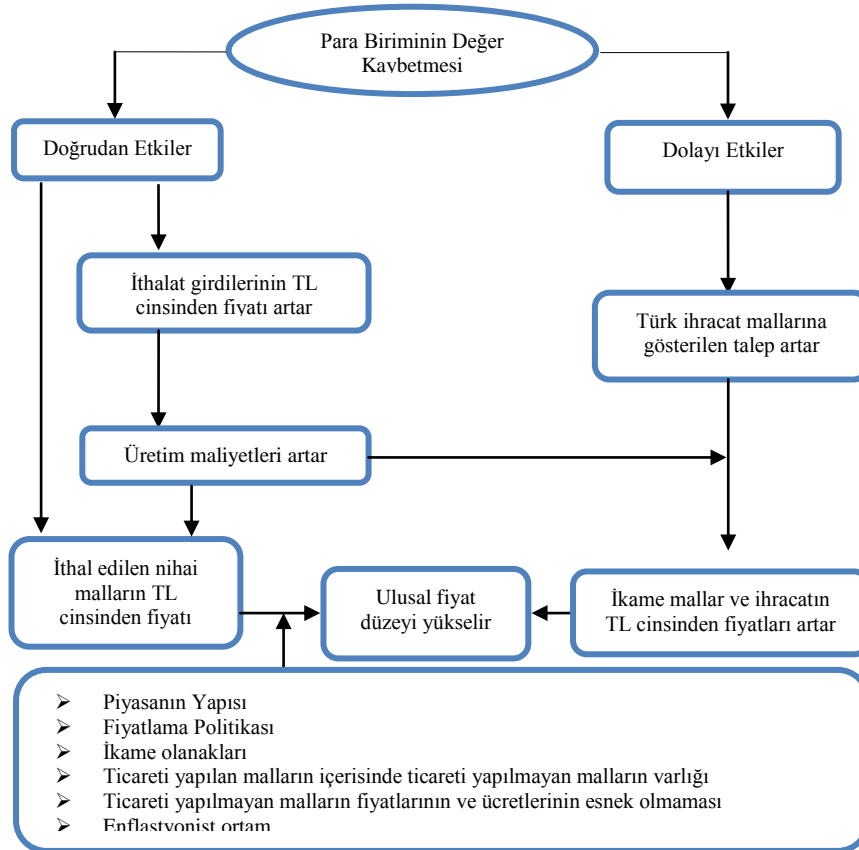 Para Biriminin Değer
Kaybetmesi
Doğrudan Etkiler
Dolayı Etkiler
İthalat girdilerinin TL
cinsinden fiyatı artar
Türk ihracat mallarına
gösterilen talep artar
Üretim maliyetleri artar
İthal edilen nihai
malların TL
cinsinden fiyatı
Ulusal fiyat
düzeyi yükselir
İkame mallar ve ihracatın
TL cinsinden fiyatları artar
➢ Piyasanın Yapısı
➢ Fiyatlama Politikası
➢ İkame olanakları
➢ Ticareti yapılan malların içerisinde ticareti yapılmayan malların varlığı
➢ Ticareti yapılmayan malların fiyatlarının ve ücretlerinin esnek olmaması
➢ Enflastyonist ortam